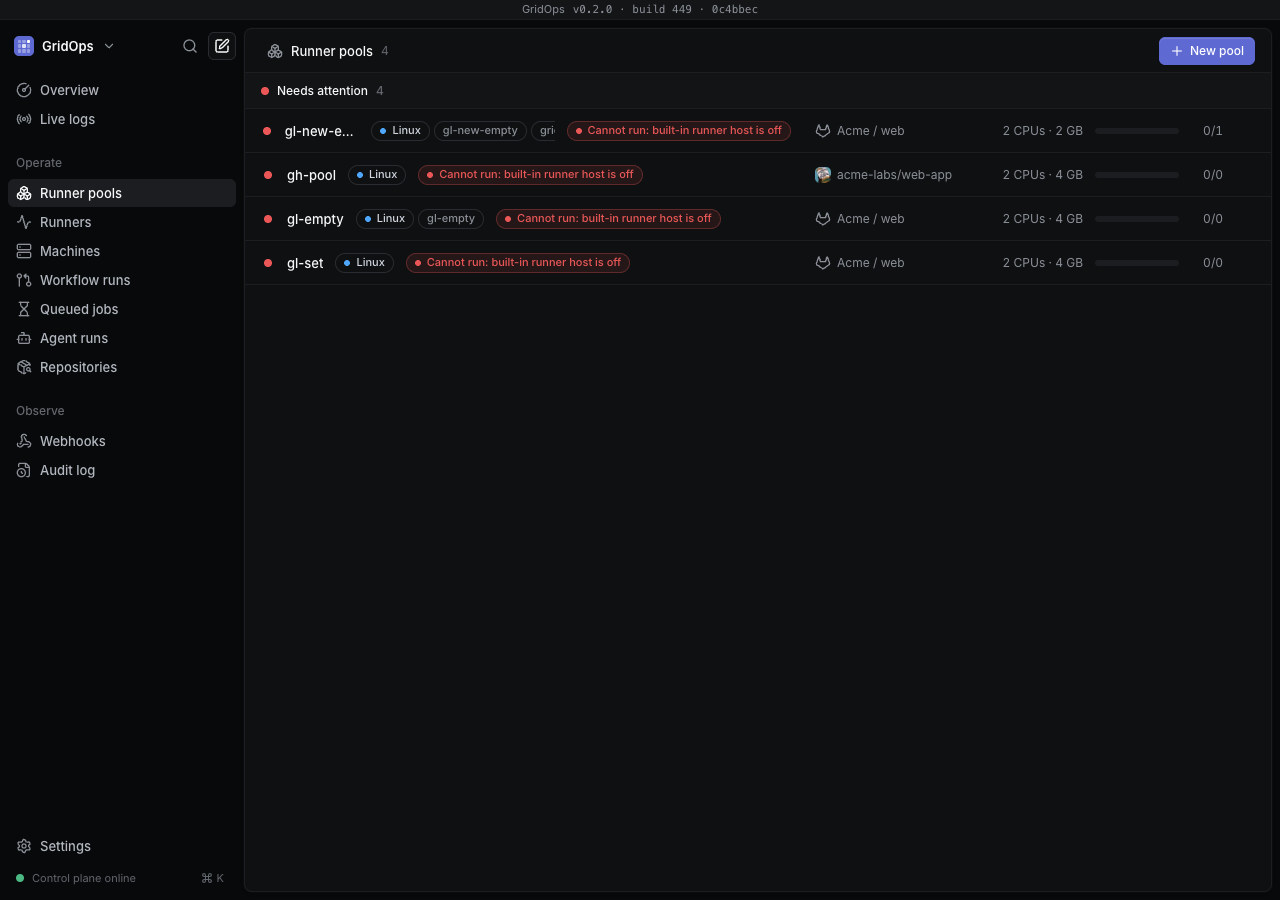 GridOps v0.2.0 · build 449 · 0c4bbec
GridOps
Runner pools 4
New pool
Needs attention 4
Overview
Live logs
Operate
Runner pools
Runners
Machines
Workflow runs
Queued jobs
Agent runs
Repositories
Observe
Webhooks
Audit log
Settings
Control plane online ⌘ K
gl-new-e... Linux gl-new-empty Cannot run: built-in runner host is off Acme / web 2 CPUs · 2 GB 0/1
gh-pool Linux Cannot run: built-in runner host is off acme-labs/web-app 2 CPUs · 4 GB 0/0
gl-empty Linux gl-empty Cannot run: built-in runner host is off Acme / web 2 CPUs · 4 GB 0/0
gl-set Linux Cannot run: built-in runner host is off Acme / web 2 CPUs · 4 GB 0/0